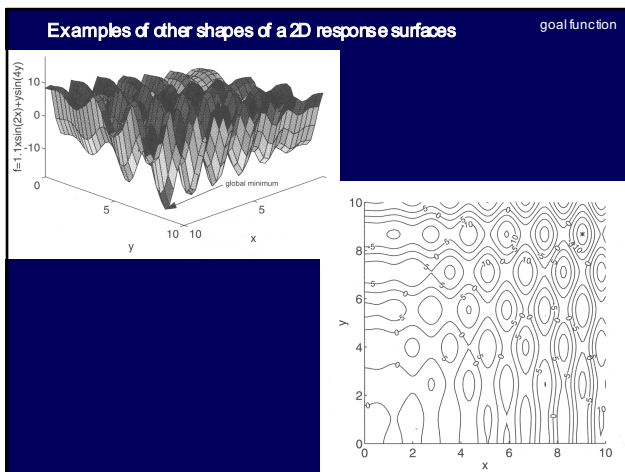 Examples of other shapes of a 2D response surfaces
goal function
f=1.1xsin(2x)+ysin(4y)
10
0
-10
0
5
10
y
10
5
x
global minimum
10
8
6
4
2
0
y
0 2 4 6 8 10
x